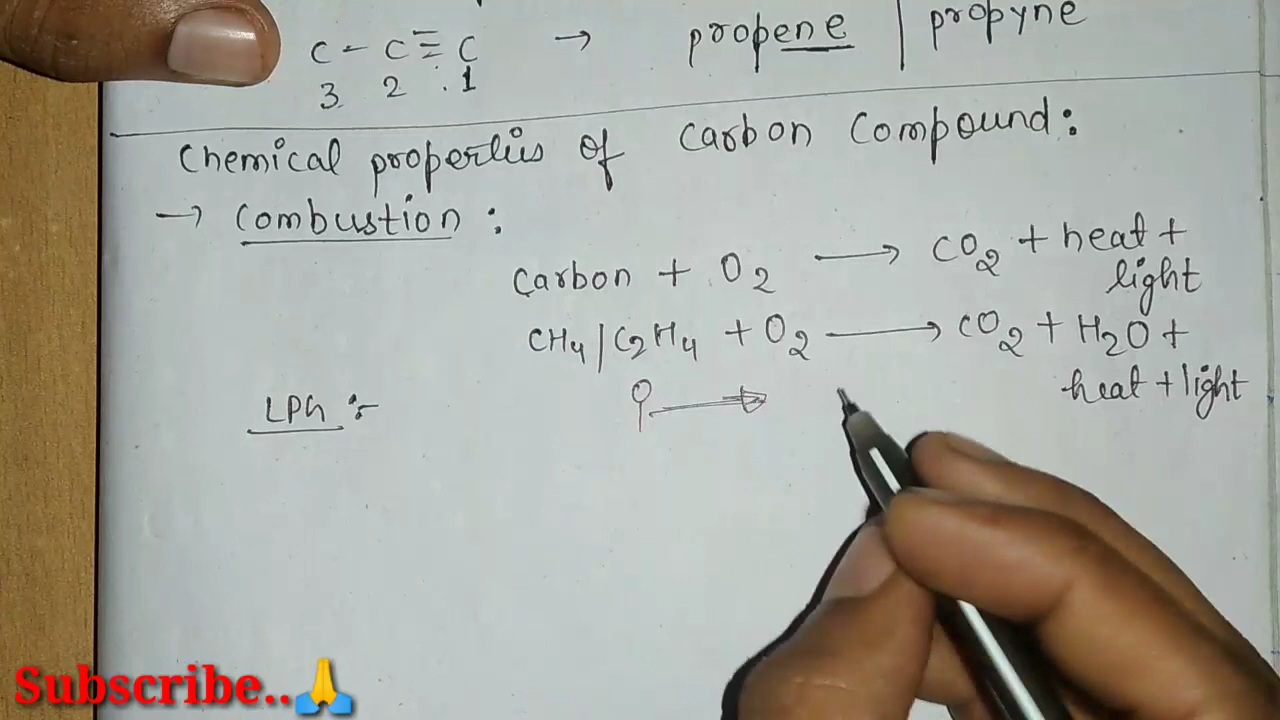 C - C ≡ C → propene | propyne
3 2 1
Chemical properties of Carbon Compound:
→ Combustion:
Carbon + O2 → CO2 + heat +
light
CH4 | C2H4 + O2 → CO2 + H2O +
heat + light
LPG :-
Subscribe..🙏